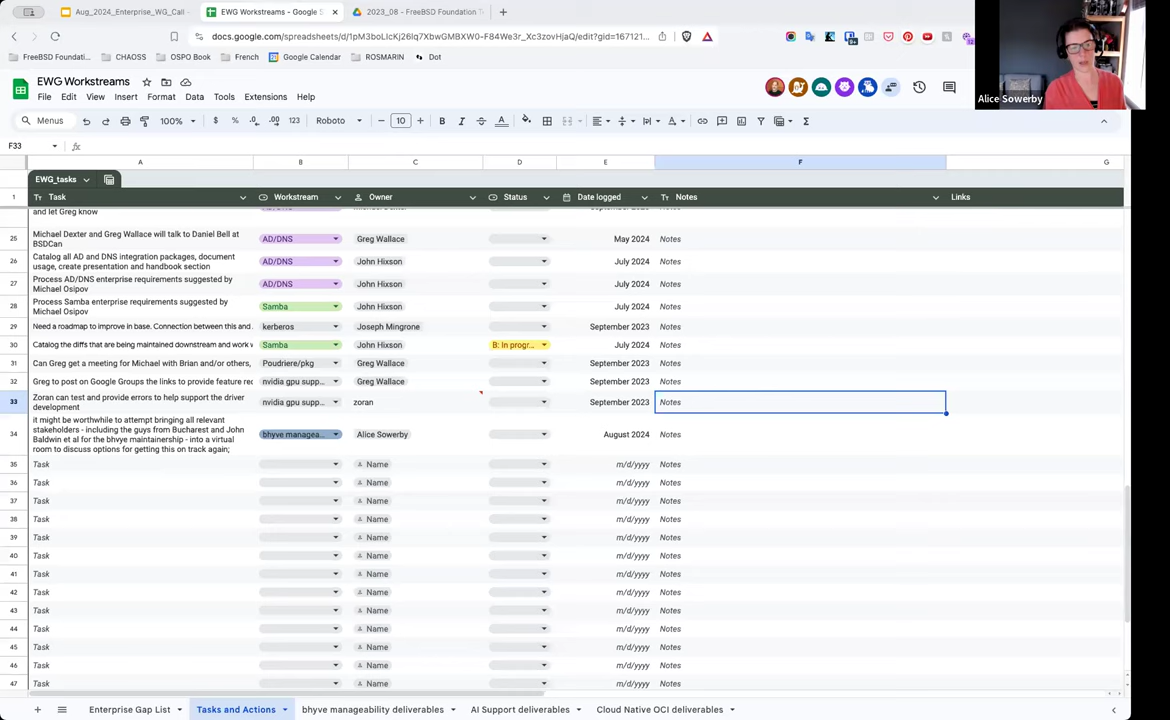 Aug_2024_Enterprise_WG_Call
EWG Workstreams - Google S
2023_08 - FreeBSD Foundation T
docs.google.com/spreadsheets/d/1pM3boLIcKj26lq7XbwGMBXW0-F84We3r_Xc3zovHjaQ/edit?gid=167121...
FreeBSD Foundati...
CHAOSS
OSPO Book
French
Google Calendar
ROSMARIN
Dot
Alice Sowerby
EWG Workstreams
File Edit View Insert Format Data Tools Extensions Help
Menus 100% $ % .0 .00 123 Roboto 10
F33 fx
A B C D E F G
EWG_tasks
1 Task Workstream Owner Status Date logged Notes Links
and let Greg know
25 Michael Dexter and Greg Wallace will talk to Daniel Bell at
BSDCan
AD/DNS Greg Wallace May 2024 Notes
26 Catalog all AD and DNS integration packages, document
usage, create presentation and handbook section
AD/DNS John Hixson July 2024 Notes
27 Process AD/DNS enterprise requirements suggested by
Michael Osipov
AD/DNS John Hixson July 2024 Notes
28 Process Samba enterprise requirements suggested by
Michael Osipov
Samba John Hixson July 2024 Notes
29 Need a roadmap to improve in base. Connection between this and kerberos Joseph Mingrone September 2023 Notes
30 Catalog the diffs that are being maintained downstream and work Samba John Hixson B: In progr... July 2024 Notes
31 Can Greg get a meeting for Michael with Brian and/or others, Poudriere/pkg Greg Wallace September 2023 Notes
32 Greg to post on Google Groups the links to provide feature nvidia gpu supp... Greg Wallace September 2023 Notes
33 Zoran can test and provide errors to help support the driver
development
nvidia gpu supp... zoran September 2023 Notes
34 it might be worthwhile to attempt bringing all relevant
stakeholders - including the guys from Bucharest and John
Baldwin et al for the bhyve maintainership - into a virtual
room to discuss options for getting this on track again;
bhyve managea... Alice Sowerby August 2024 Notes
35 Task Name m/d/yyyy Notes
36 Task Name m/d/yyyy Notes
37 Task Name m/d/yyyy Notes
38 Task Name m/d/yyyy Notes
39 Task Name m/d/yyyy Notes
40 Task Name m/d/yyyy Notes
41 Task Name m/d/yyyy Notes
42 Task Name m/d/yyyy Notes
43 Task Name m/d/yyyy Notes
44 Task Name m/d/yyyy Notes
45 Task Name m/d/yyyy Notes
46 Task Name m/d/yyyy Notes
47 Task Name m/d/yyyy Notes
Enterprise Gap List Tasks and Actions bhyve manageability deliverables AI Support deliverables Cloud Native OCI deliverables